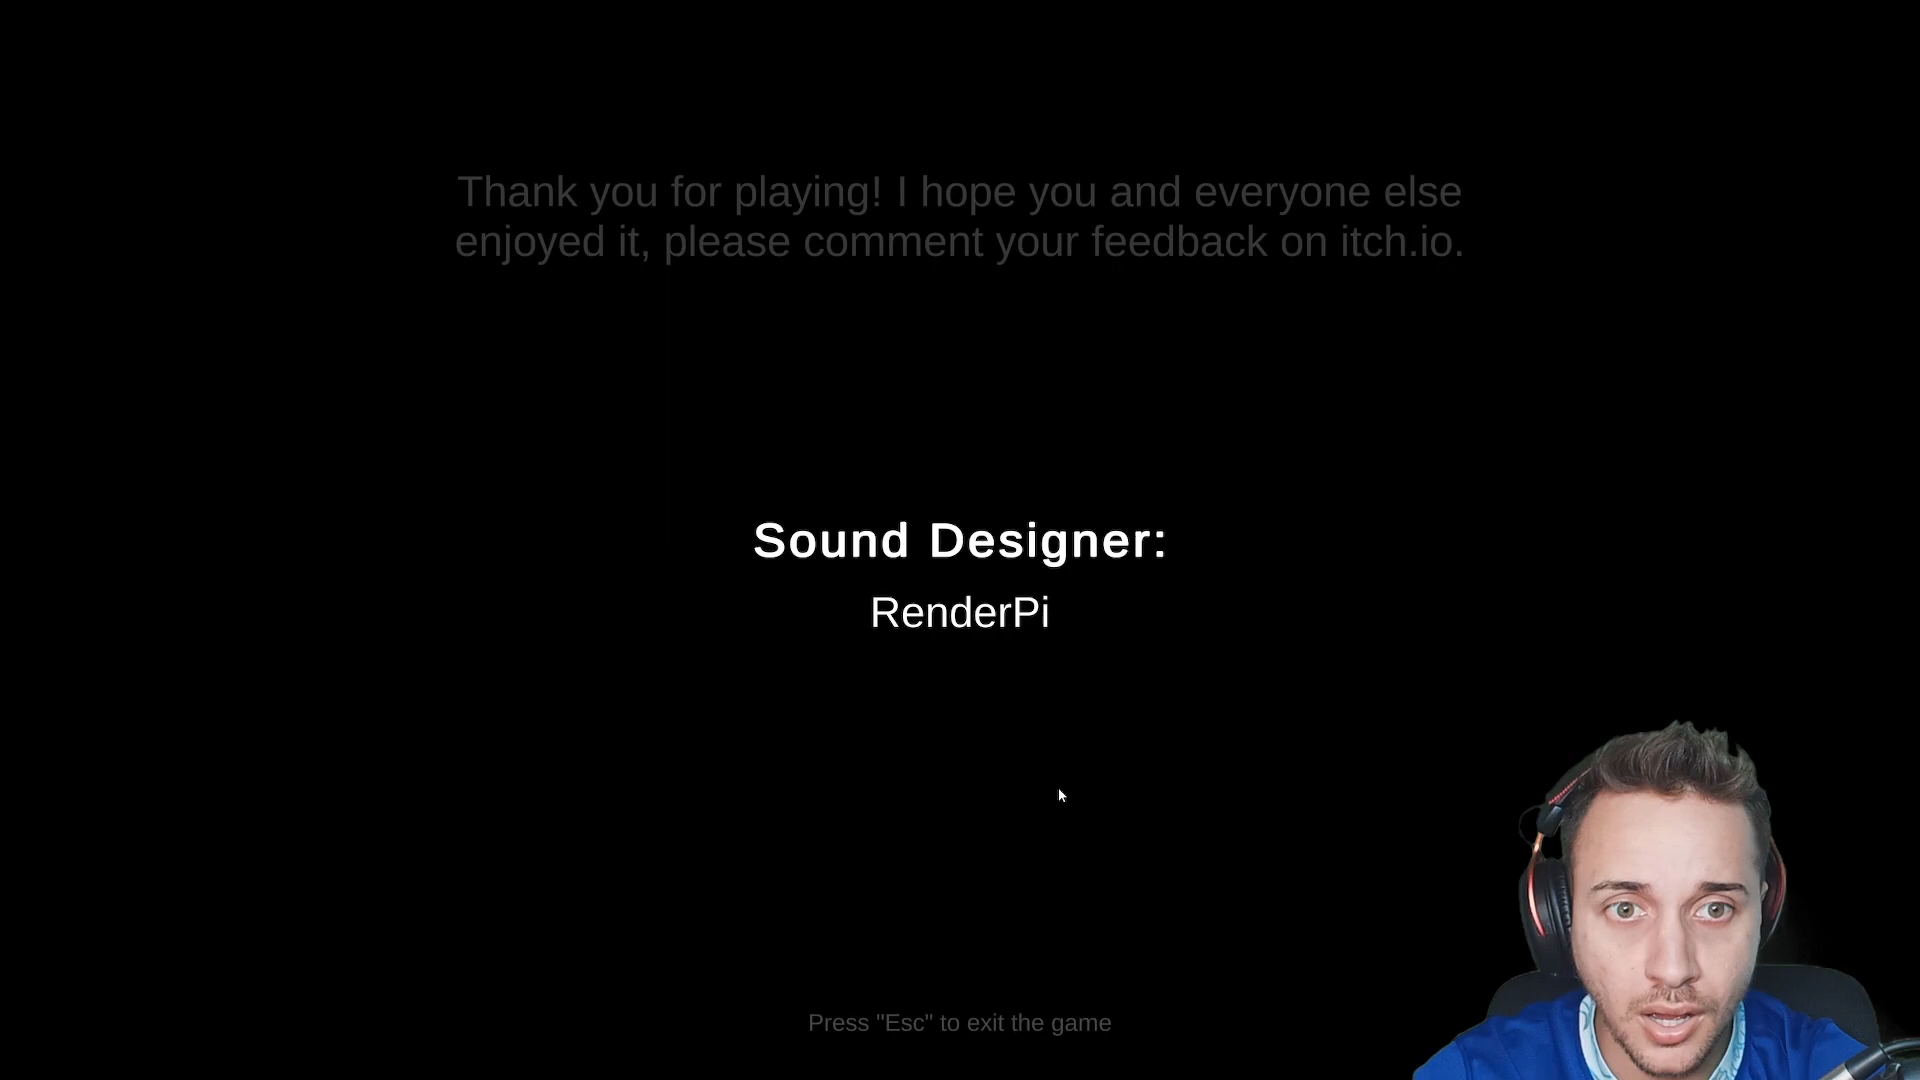 Thank you for playing! I hope you and everyone else
enjoyed it, please comment your feedback on itch.io.
Sound Designer:
RenderPi
Press "Esc" to exit the game